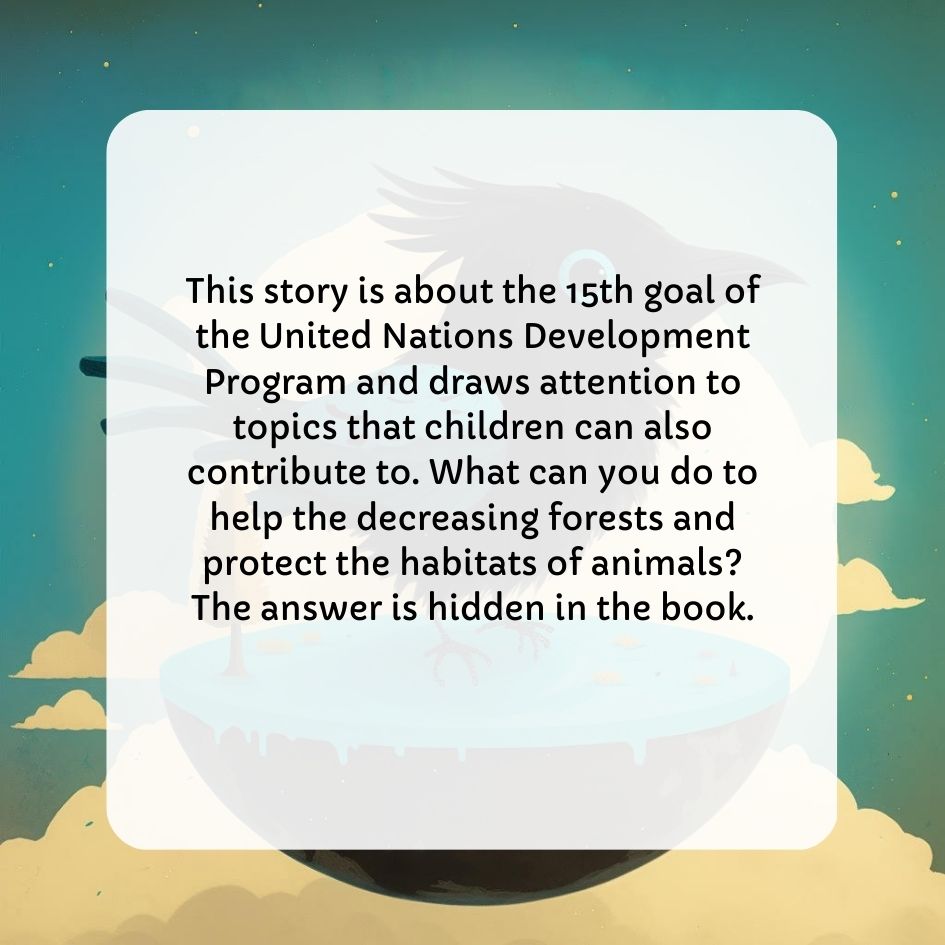 This story is about the 15th goal of
the United Nations Development
Program and draws attention to
topics that children can also
contribute to. What can you do to
help the decreasing forests and
protect the habitats of animals?
The answer is hidden in the book.